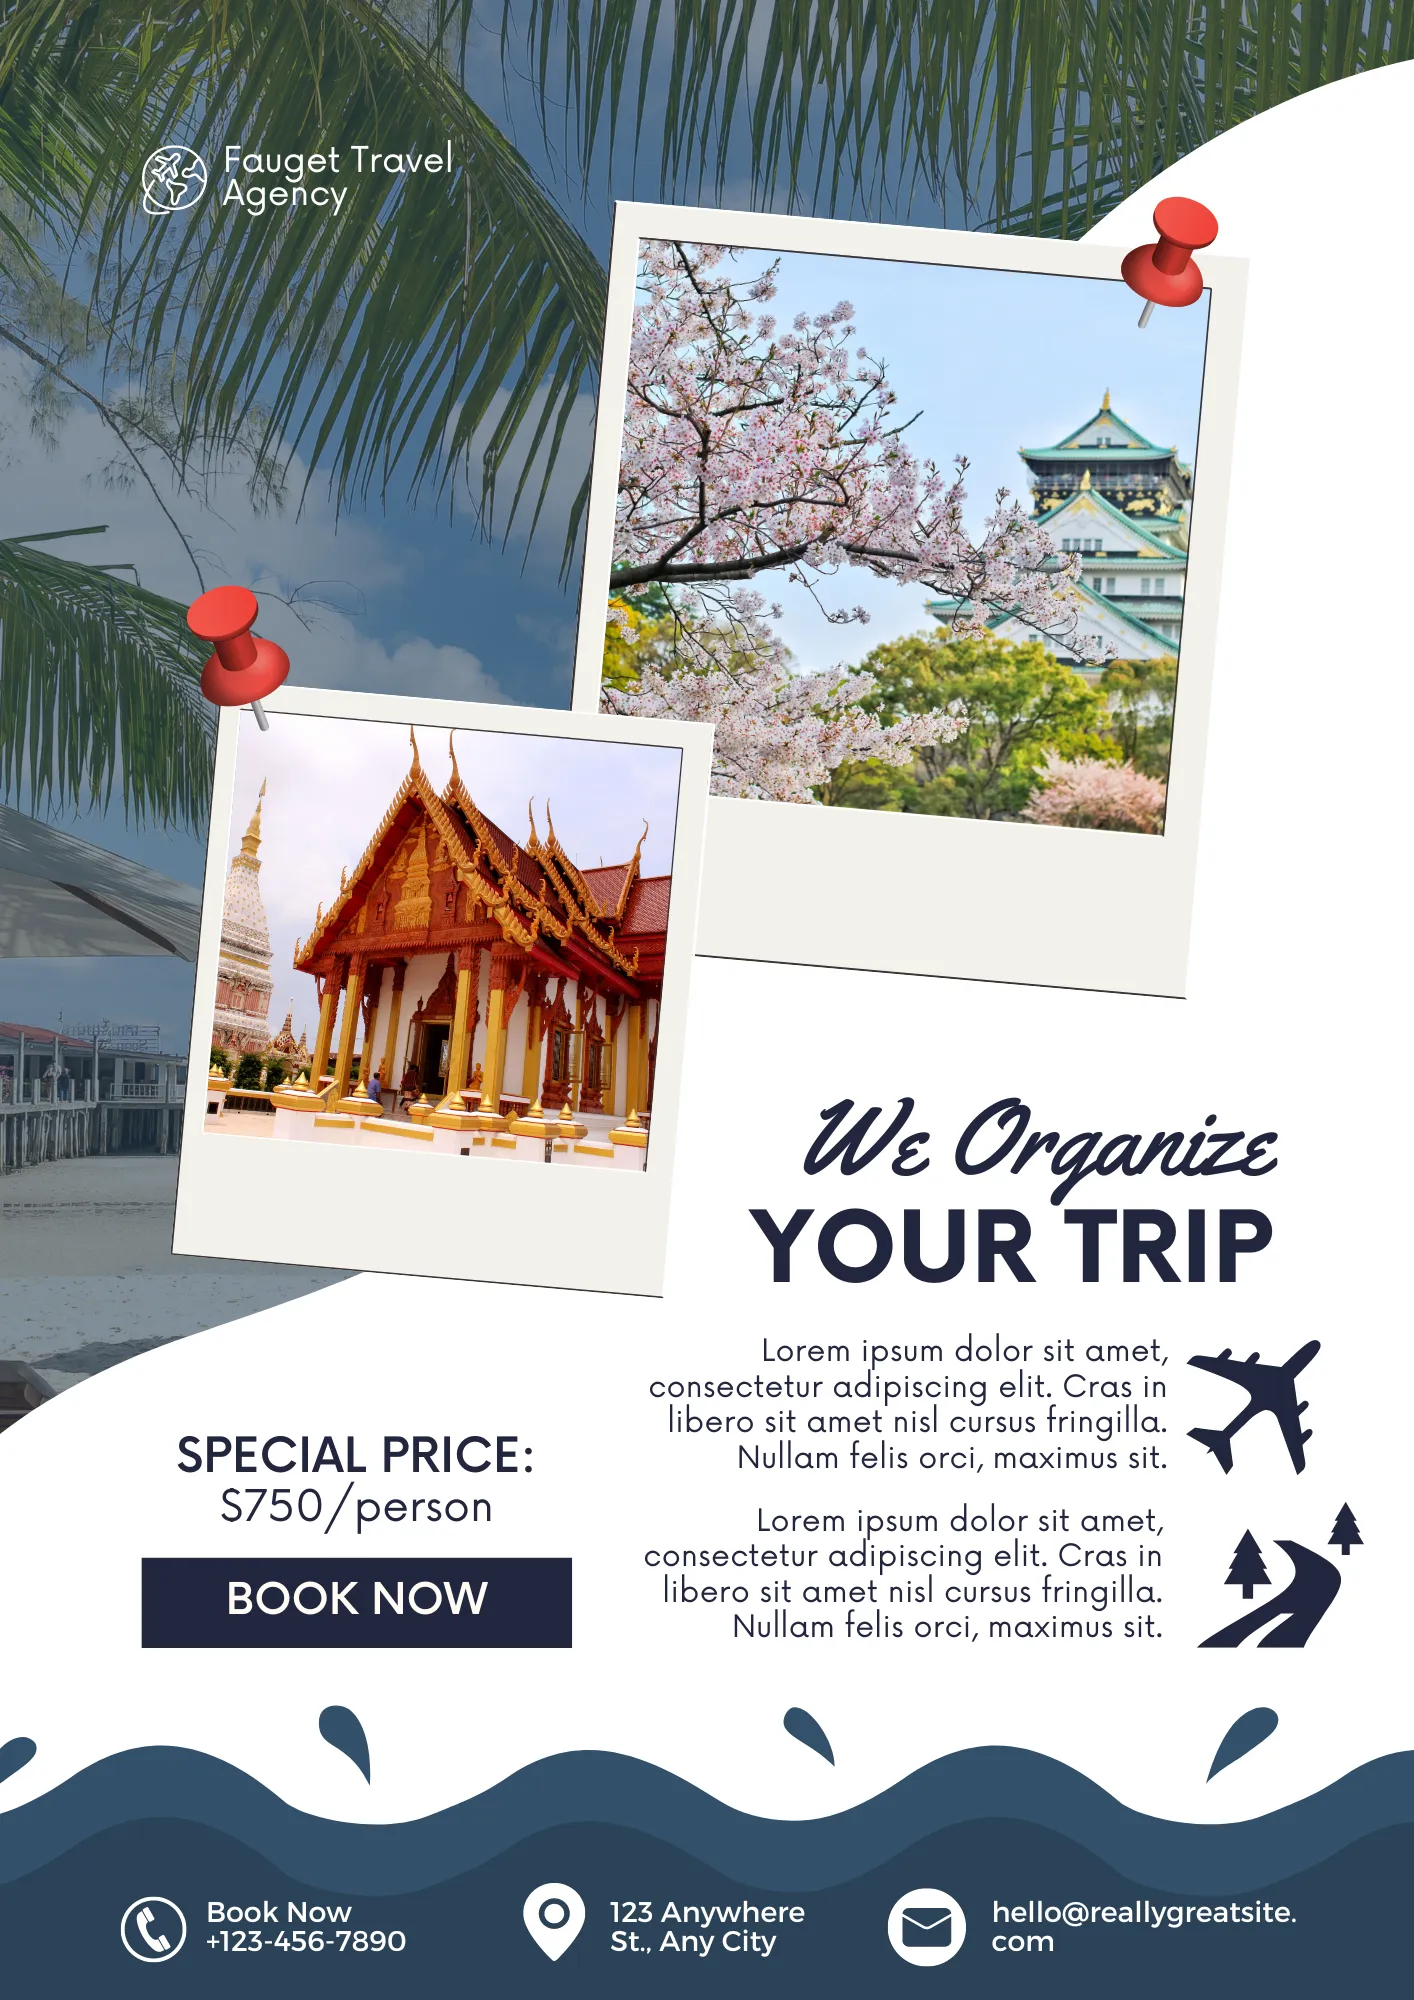 Fauget Travel
Agency
We Organize
YOUR TRIP
Lorem ipsum dolor sit amet,
consectetur adipiscing elit. Cras in
libero sit amet nisl cursus fringilla.
Nullam felis orci, maximus sit.
Lorem ipsum dolor sit amet,
consectetur adipiscing elit. Cras in
libero sit amet nisl cursus fringilla.
Nullam felis orci, maximus sit.
SPECIAL PRICE:
S750/person
BOOK NOW
Book Now
+123-456-7890
123 Anywhere
St., Any City
hello@reallygreatsite.
com